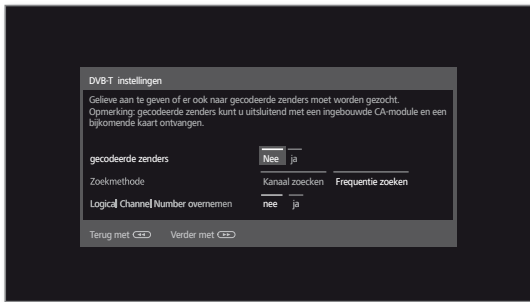 DVB-T instellingen
Gelieve aan te geven of er ook naar gecodeerde zenders moet worden gezocht.
Opmerking: gecodeerde zenders kunt u uitsluitend met een ingebouwde CA-module en een
bijkomende kaart ontvangen.
gecodeerde zenders Nee ja
Zoekmethode Kanaal zoecken Frequentie zoeken
Logical Channel Number overnemen nee ja
Terug met Verder met